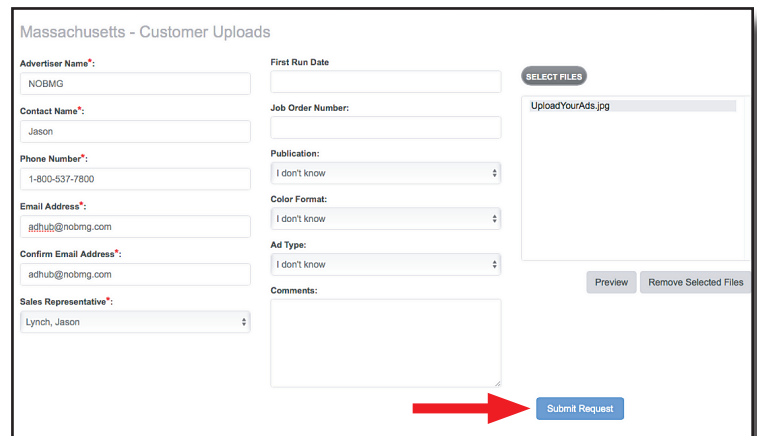 Massachusetts - Customer Uploads
Advertiser Name*:
NOBMG
Contact Name*:
Jason
Phone Number*:
1-800-537-7800
Email Address*:
adhub@nobmg.com
Confirm Email Address*:
adhub@nobmg.com
Sales Representative*:
Lynch, Jason
First Run Date
Job Order Number:
Publication:
I don't know
Color Format:
I don't know
Ad Type:
I don't know
Comments:
SELECT FILES
UploadYourAds.jpg
Preview
Remove Selected Files
Submit Request